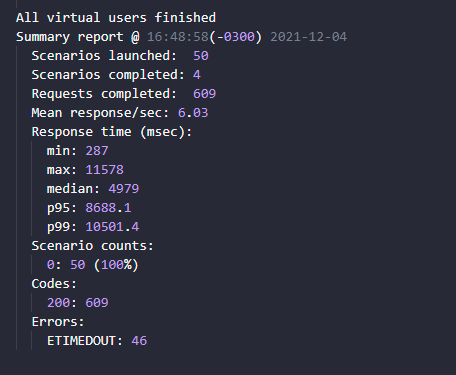 All virtual users finished
Summary report @ 16:48:58(-0300) 2021-12-04
Scenarios launched:  50
Scenarios completed: 4
Requests completed:  609
Mean response/sec: 6.03
Response time (msec):
min: 287
max: 11578
median: 4979
p95: 8688.1
p99: 10501.4
Scenario counts:
0: 50 (100%)
Codes:
200: 609
Errors:
ETIMEDOUT: 46